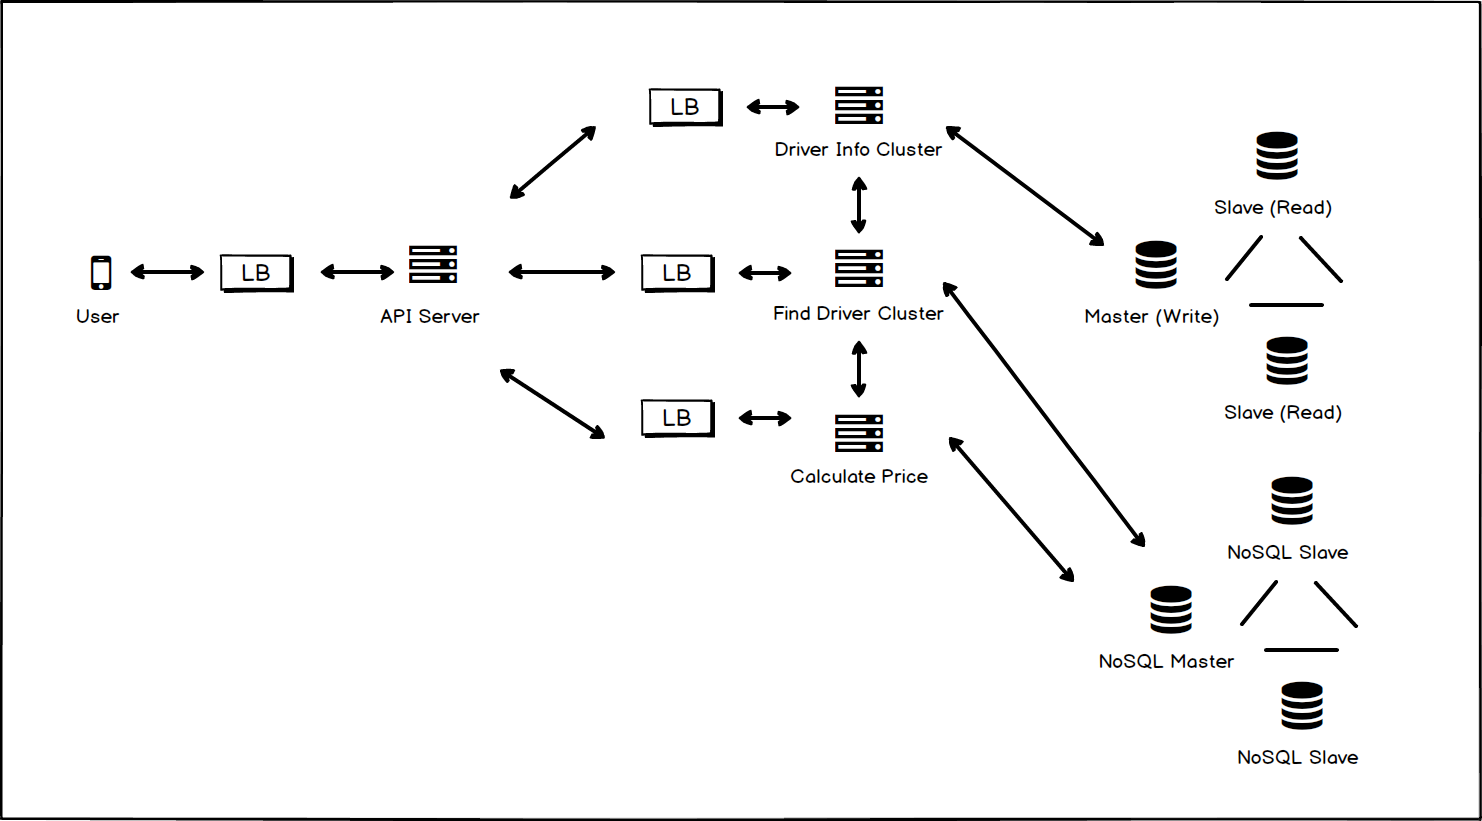 LB
Driver Info Cluster
Slave (Read)
User
LB
API Server
LB
Find Driver Cluster
Master (Write)
Slave (Read)
LB
Calculate Price
NoSQL Slave
NoSQL Master
NoSQL Slave